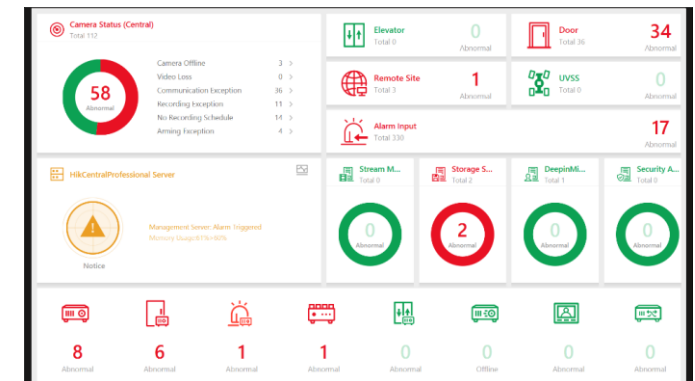 Camera Status (Central)
Total 112
58
Abnormal
Camera Offline 3 >
Video Loss 0 >
Communication Exception 36 >
Recording Exception 11 >
No Recording Schedule 14 >
Arming Exception 4 >
Elevator
Total 0
0
Abnormal
Door
Total 36
34
Abnormal
Remote Site
Total 3
1
Abnormal
UVSS
Total 0
0
Abnormal
Alarm Input
Total 330
17
Abnormal
HikCentralProfessional Server
Notice
Management Server: Alarm Triggered
Memory Usage:61%>60%
Stream M...
Total 0
0
Abnormal
Storage S...
Total 2
2
Abnormal
DeepinMi...
Total 1
0
Abnormal
Security A...
Total 0
0
Abnormal
8
Abnormal
6
Abnormal
1
Abnormal
1
Abnormal
0
Abnormal
0
Offline
0
Abnormal
0
Abnormal